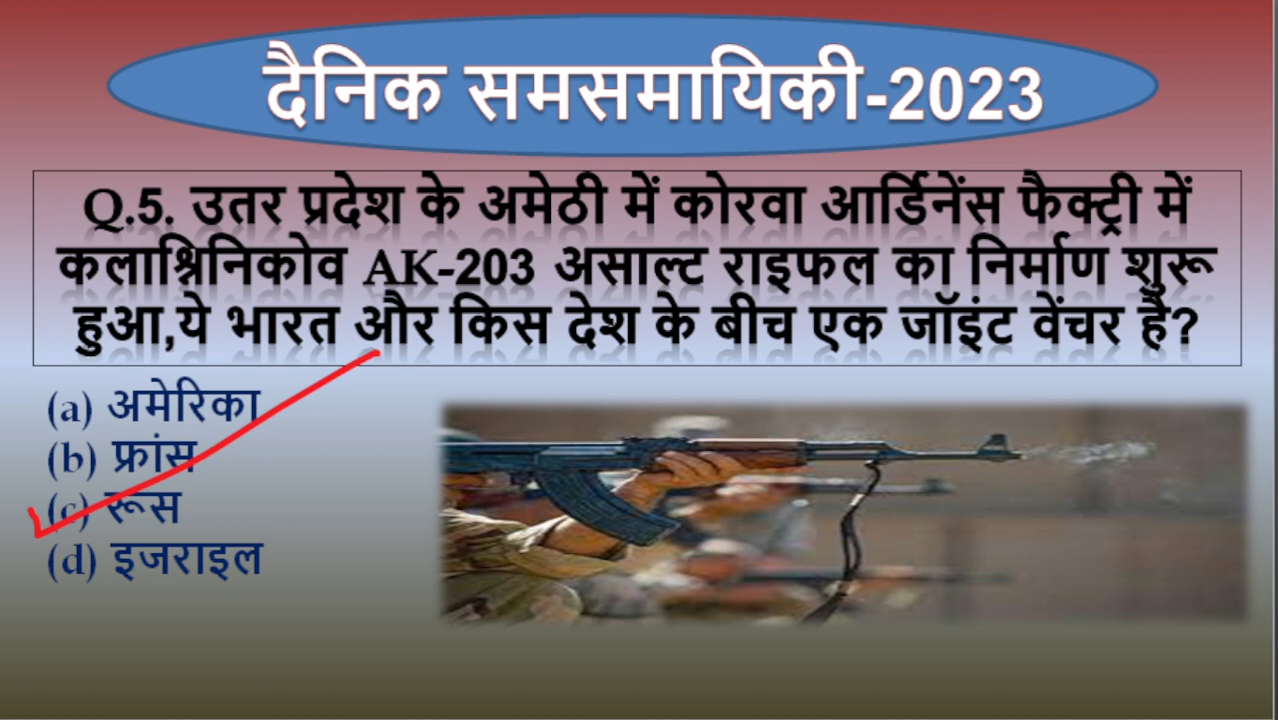 दैनिक समसमायिकी-2023
Q.5. उतर प्रदेश के अमेठी में कोरवा आर्डिनेंस फैक्ट्री में
कलाश्निनिकोव AK-203 असाल्ट राइफल का निर्माण शुरू
हुआ,ये भारत और किस देश के बीच एक जॉइंट वेंचर है?
(a) अमेरिका
(b) फ्रांस
(c) रूस
(d) इजराइल